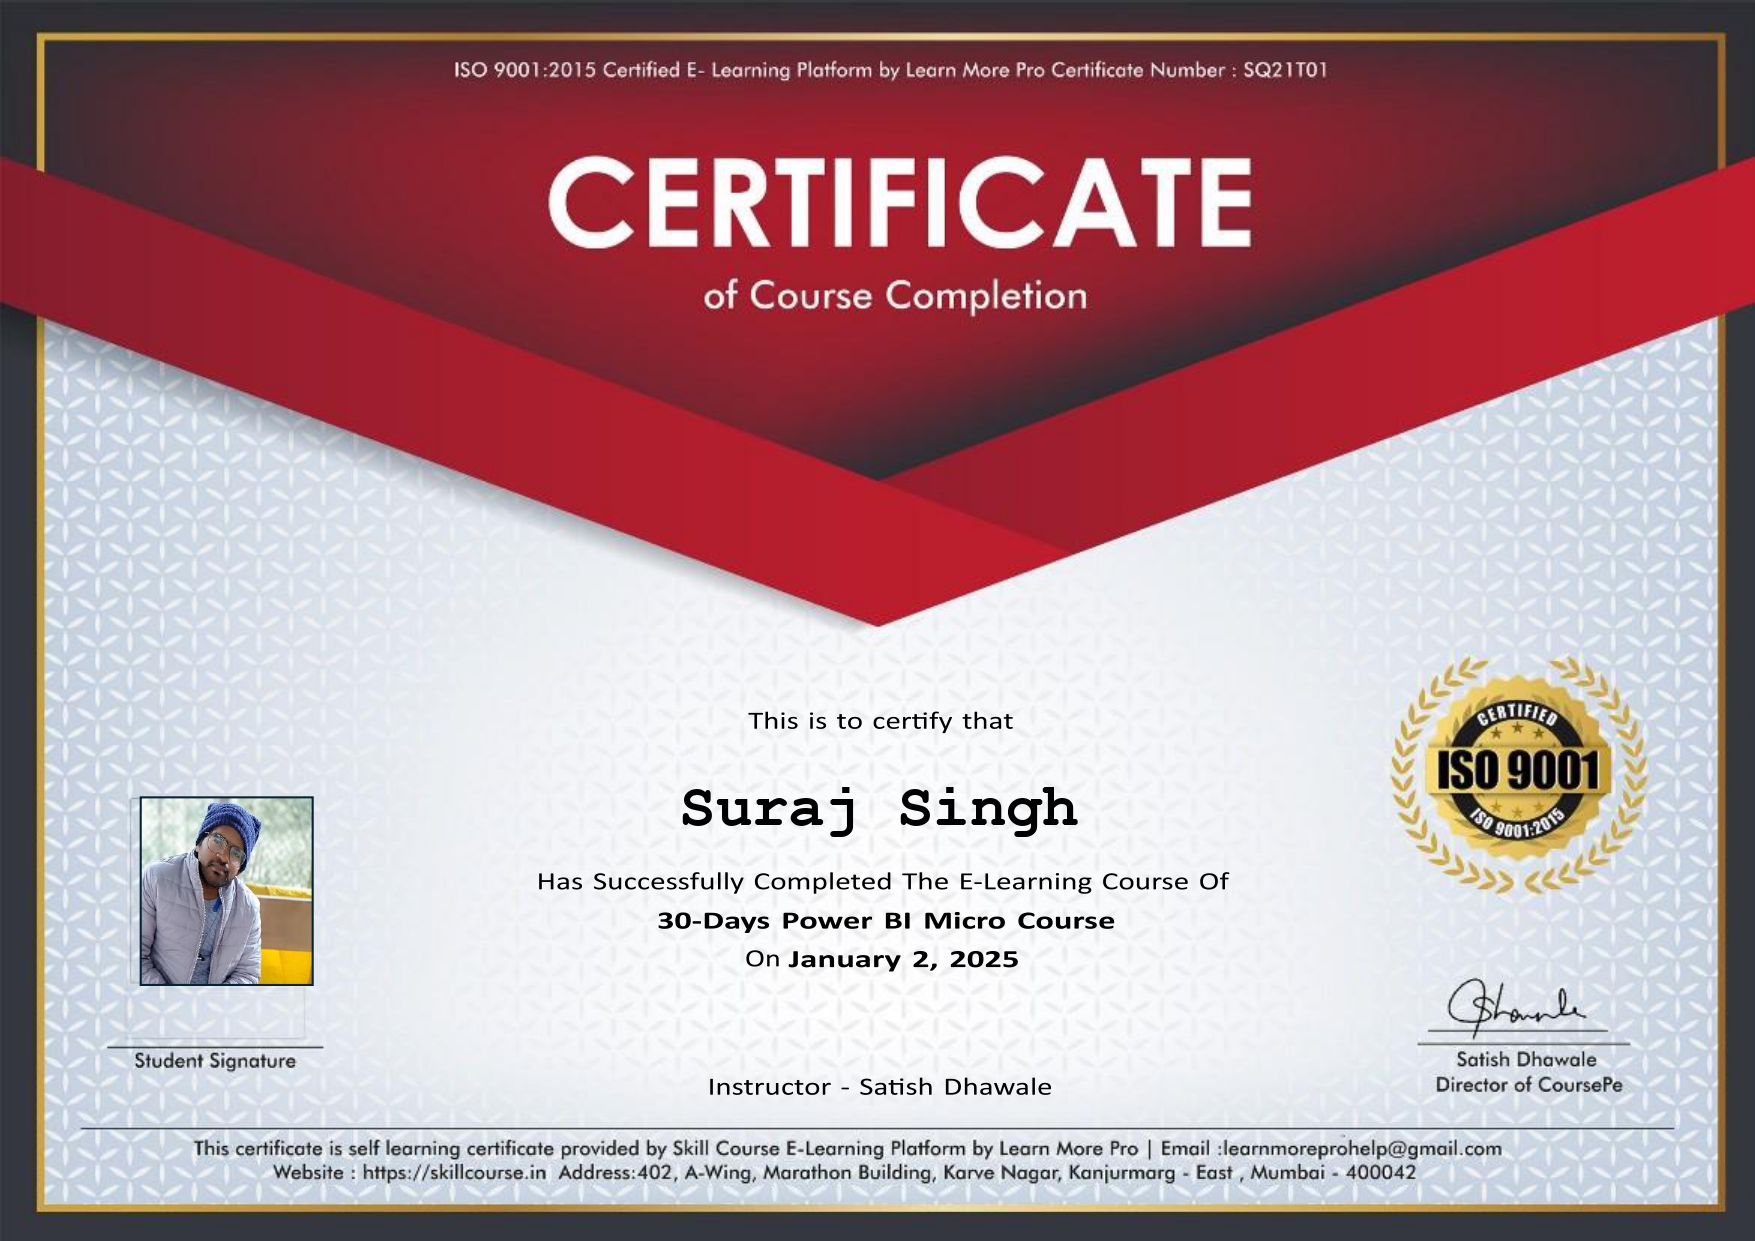 ISO 9001:2015 Certified E- Learning Platform by Learn More Pro Certificate Number : SQ21T01
CERTIFICATE
of Course Completion
This is to certify that
Suraj Singh
Has Successfully Completed The E-Learning Course Of
30-Days Power BI Micro Course
On January 2, 2025
CERTIFIED
ISO 9001
ISO 9001:2015
Student Signature
Satish Dhawale
Director of CoursePe
Instructor - Satish Dhawale
This certificate is self learning certificate provided by Skill Course E-Learning Platform by Learn More Pro | Email :learnmoreprohelp@gmail.com
Website : https://skillcourse.in Address:402, A-Wing, Marathon Building, Karve Nagar, Kanjurmarg - East , Mumbai - 400042